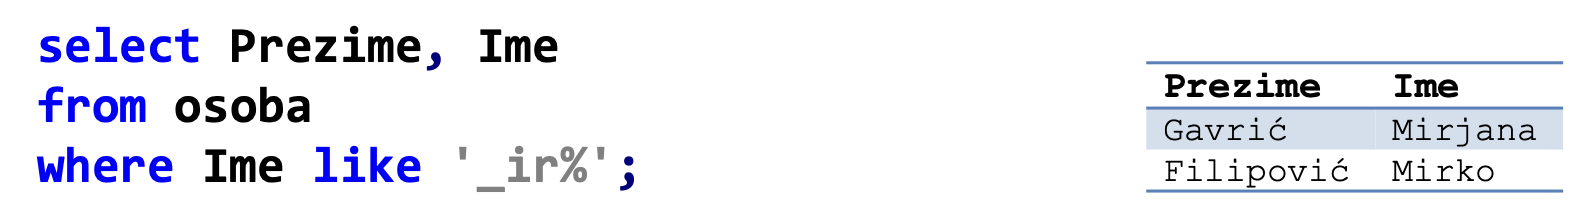 select Prezime, Ime
from osoba
where Ime like '_ir%';
Prezime Ime
Gavrić Mirjana
Filipović Mirko